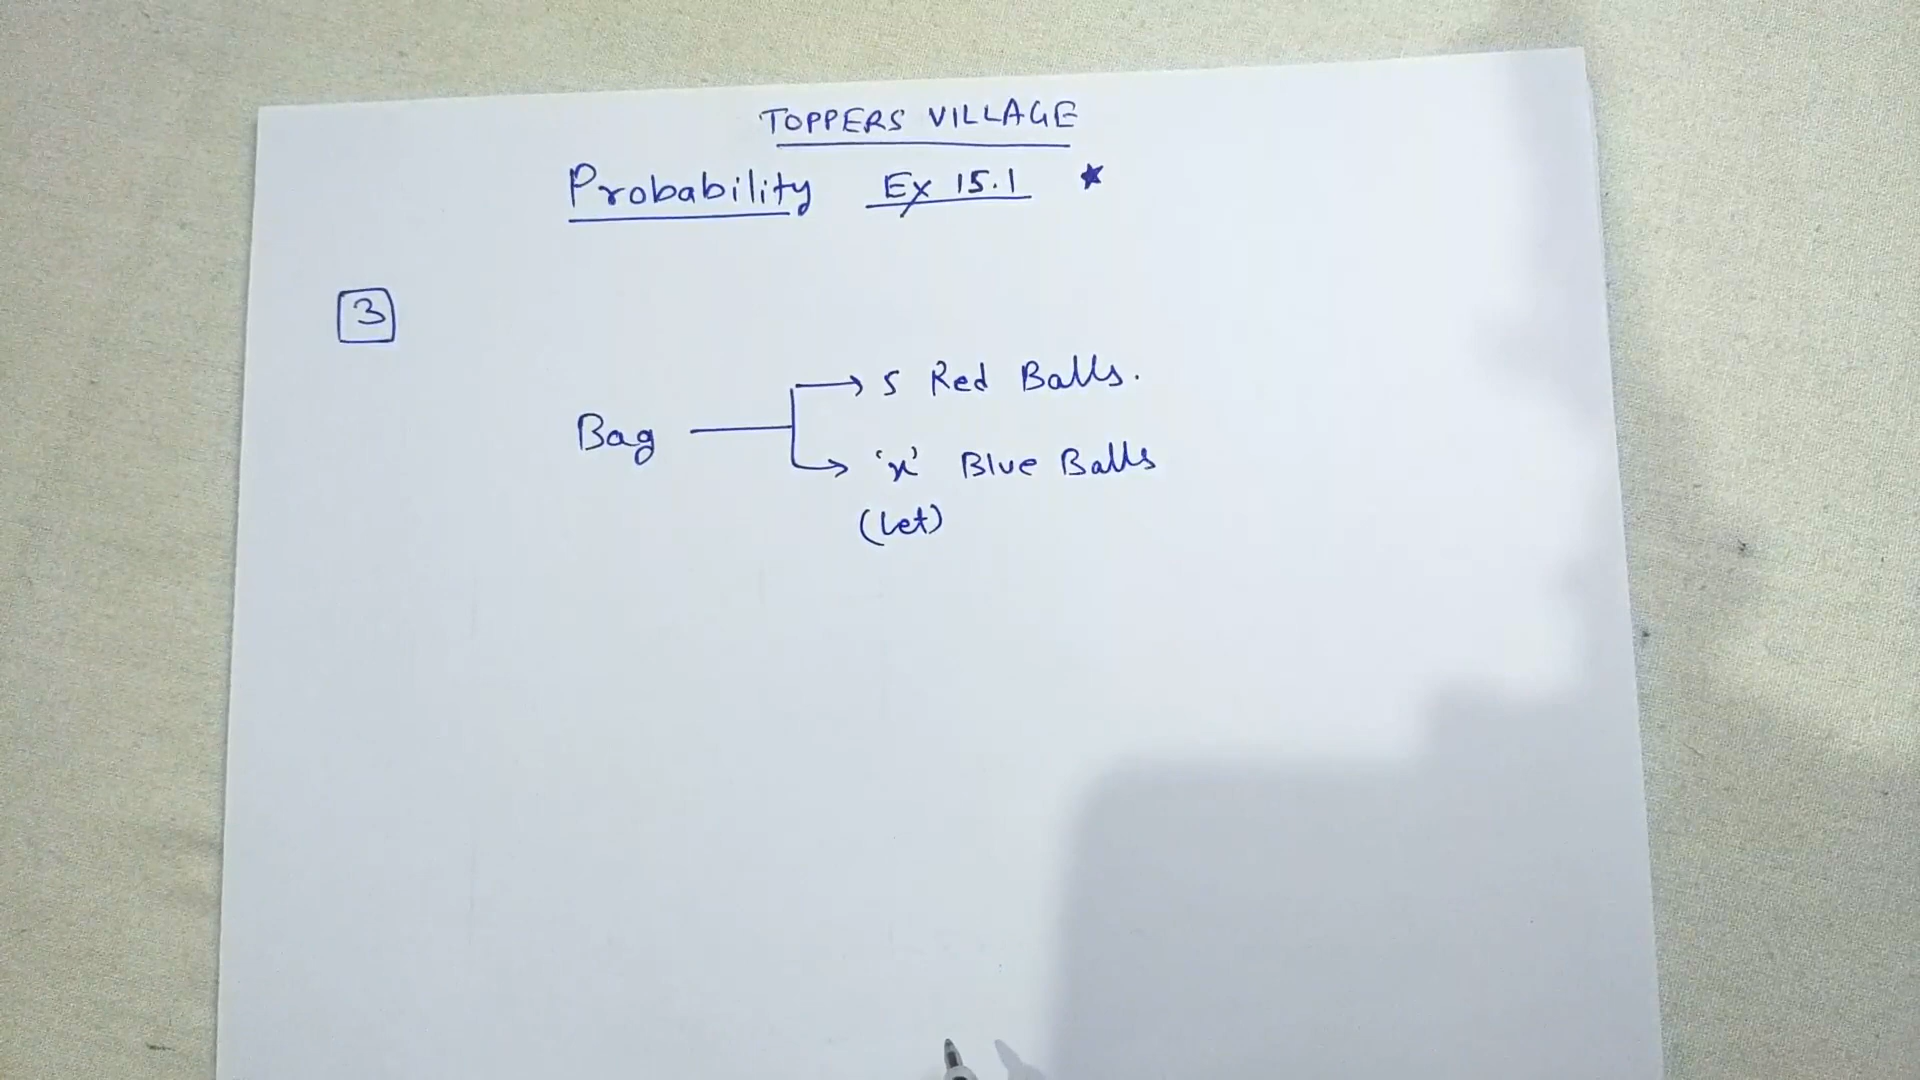 TOPPERS VILLAGE
Probability Ex 15.1 ★
3
5 Red Balls.
Bag
'x' Blue Balls
(let)